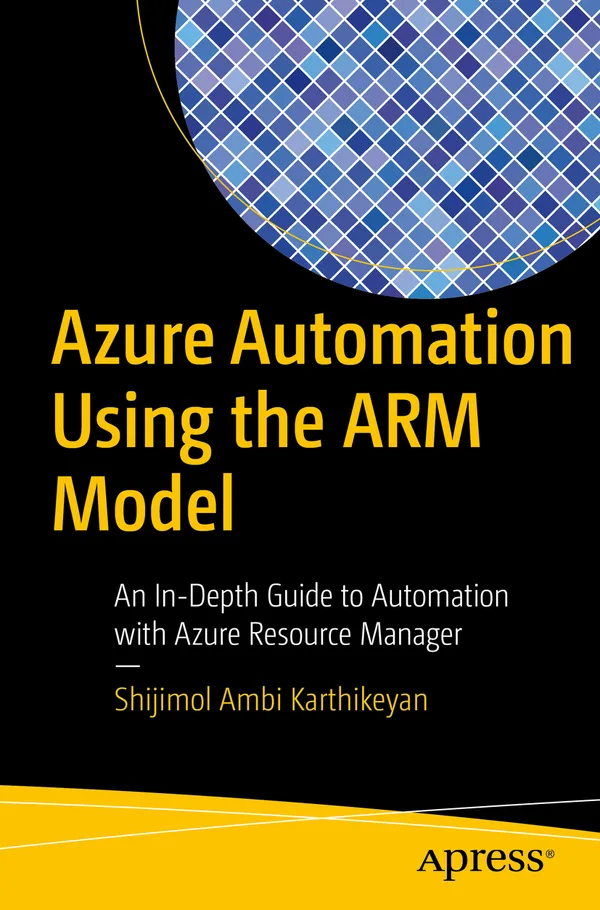 Azure Automation
Using the ARM
Model
An In-Depth Guide to Automation
with Azure Resource Manager
—
Shijimol Ambi Karthikeyan
Apress®